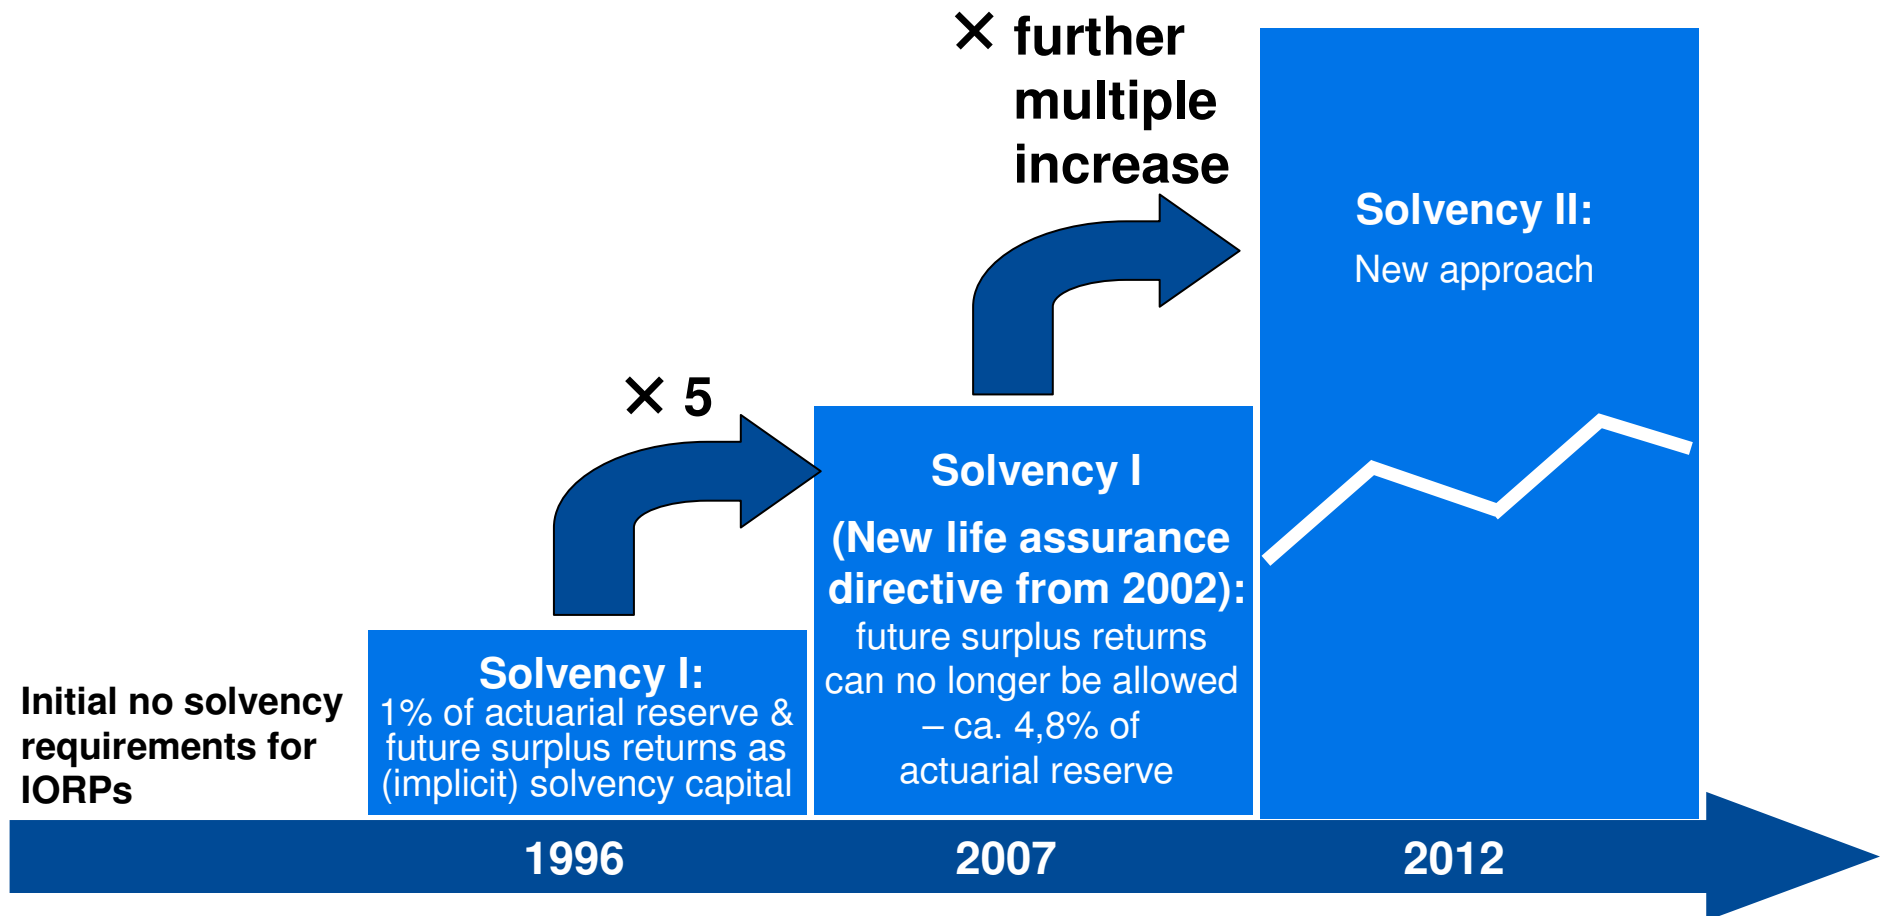 Initial no solvency
requirements for
IORPs
Solvency I:
1% of actuarial reserve &
future surplus returns as
(implicit) solvency capital
× 5
Solvency I
(New life assurance
directive from 2002):
future surplus returns
can no longer be allowed
– ca. 4,8% of
actuarial reserve
× further
multiple
increase
Solvency II:
New approach
1996
2007
2012